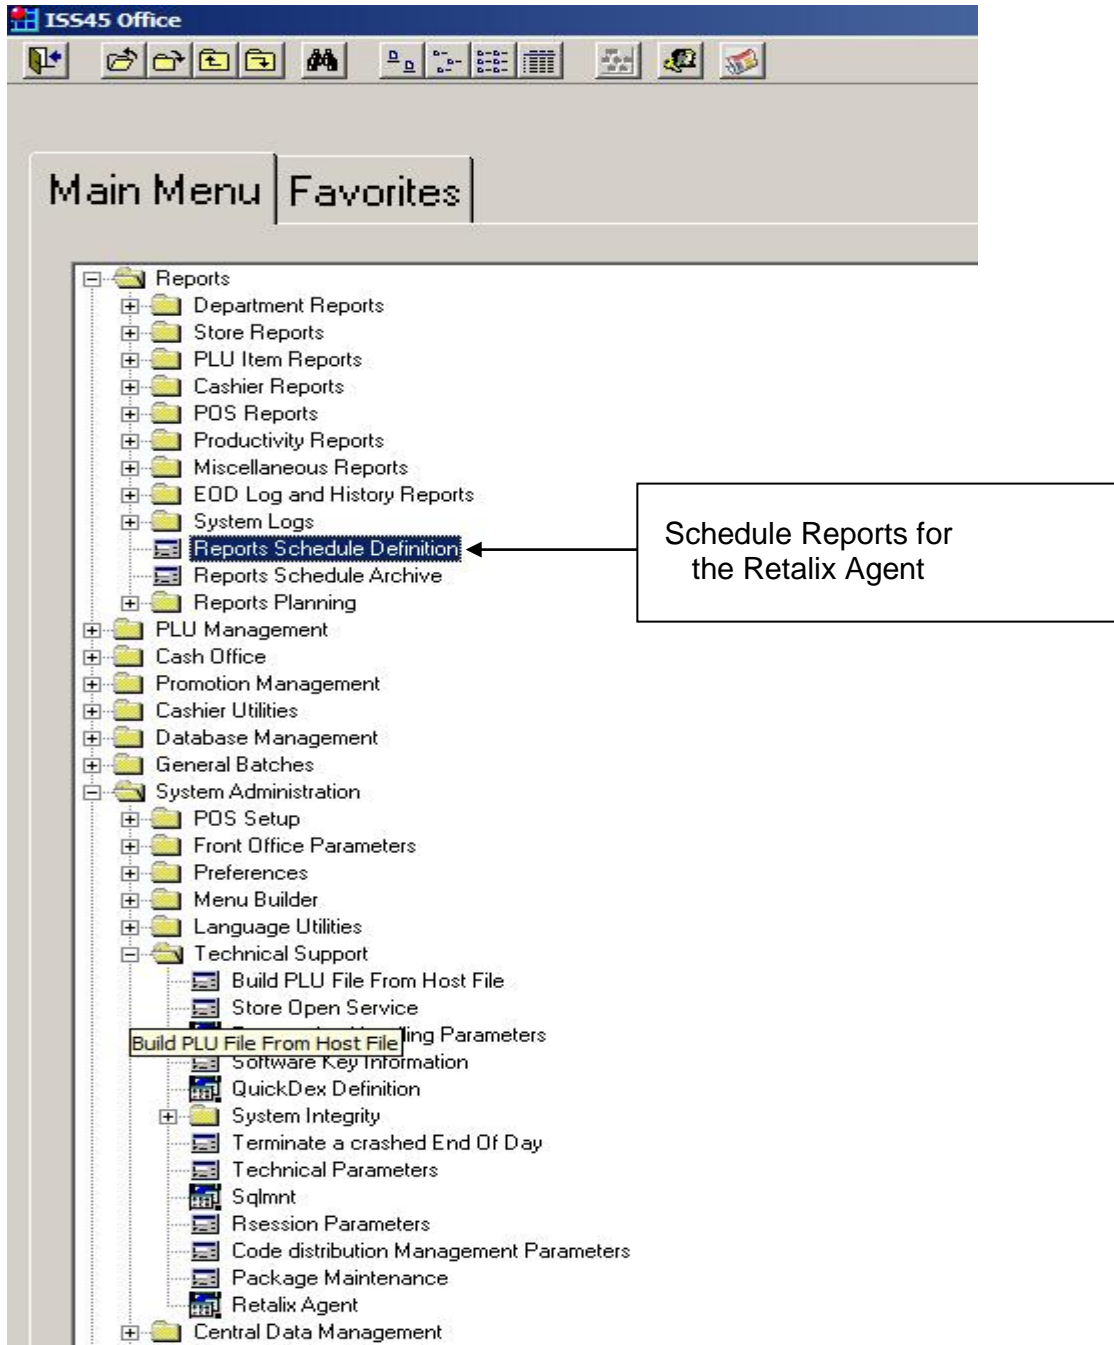 ISS45 Office
Main Menu
Favorites
Reports
Department Reports
Store Reports
PLU Item Reports
Cashier Reports
POS Reports
Productivity Reports
Miscellaneous Reports
EOD Log and History Reports
System Logs
Reports Schedule Definition
Schedule Reports for
the Retalix Agent
Reports Schedule Archive
Reports Planning
PLU Management
Cash Office
Promotion Management
Cashier Utilities
Database Management
General Batches
System Administration
POS Setup
Front Office Parameters
Preferences
Menu Builder
Language Utilities
Technical Support
Build PLU File From Host File
Store Open Service
Parameters
Build PLU File From Host File
Software Key Information
QuickDex Definition
System Integrity
Terminate a crashed End Of Day
Technical Parameters
Sqlmnt
Rsession Parameters
Code distribution Management Parameters
Package Maintenance
Retalix Agent
Central Data Management